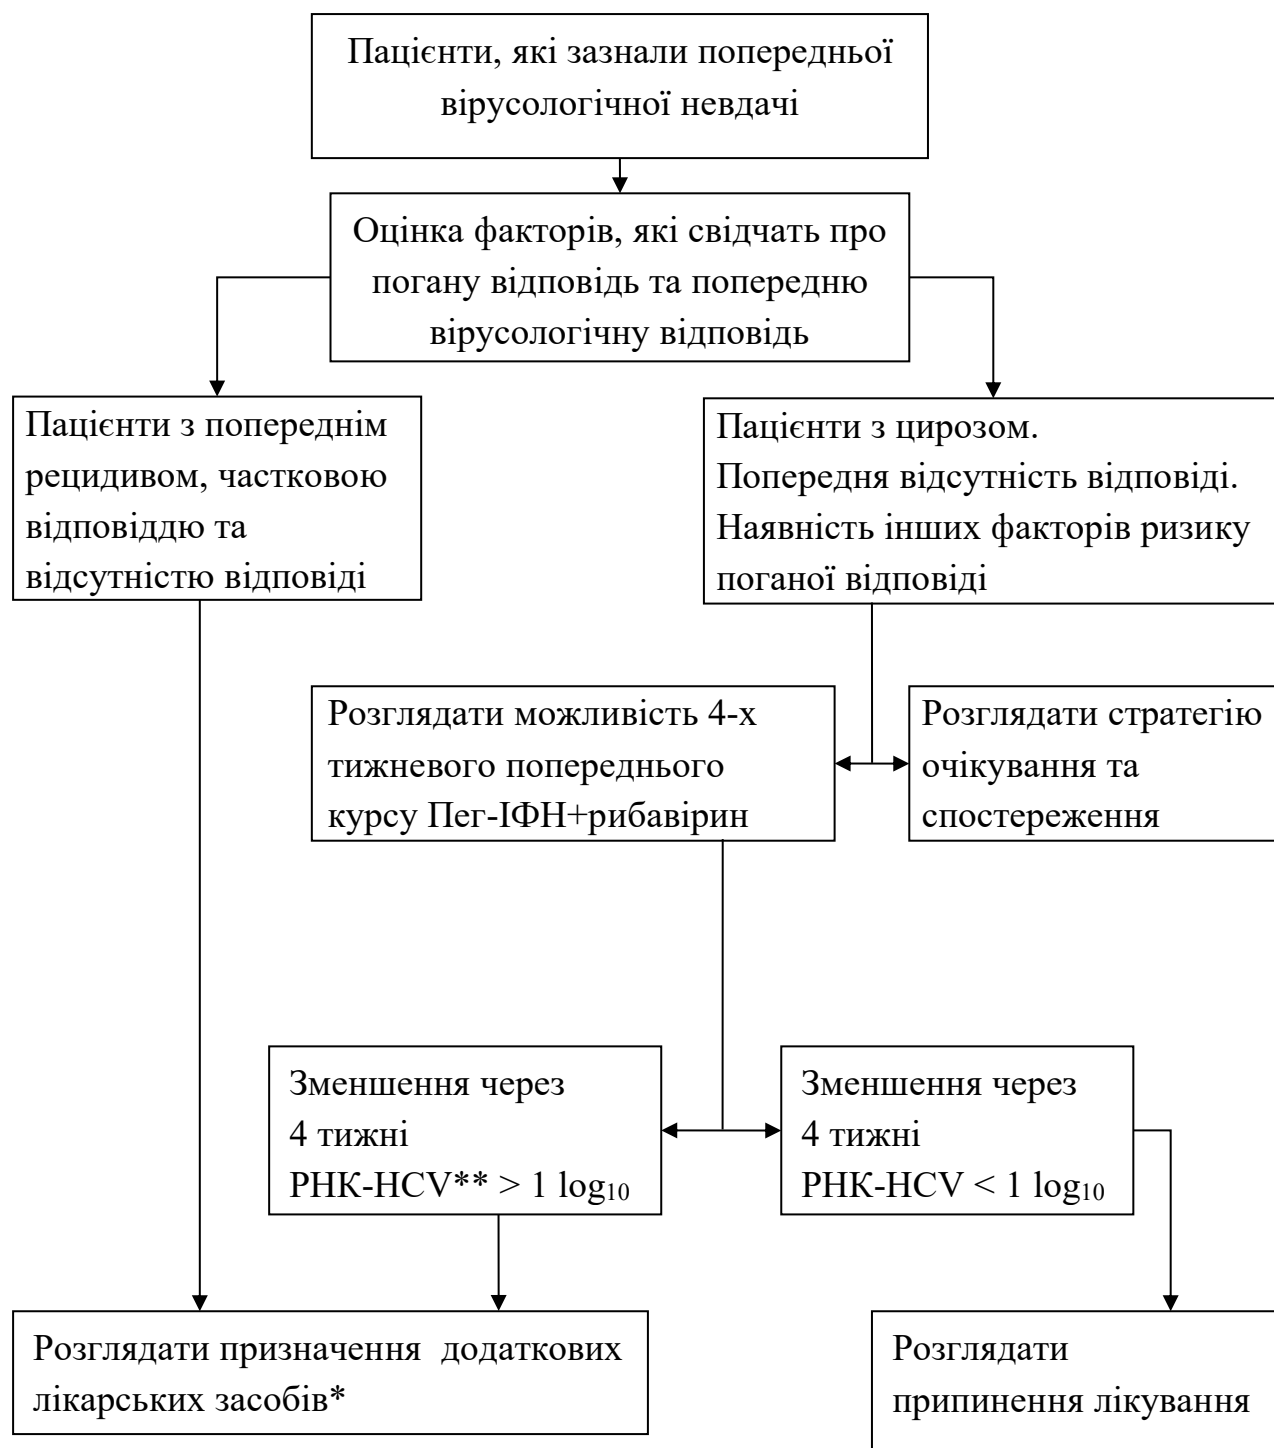 Пацієнти, які зазнали попередньої
вірусологічної невдачі
Оцінка факторів, які свідчать про
погану відповідь та попередню
вірусологічну відповідь
Пацієнти з попереднім
рецидивом, частковою
відповіддю та
відсутністю відповіді
Пацієнти з цирозом.
Попередня відсутність відповіді.
Наявність інших факторів ризику
поганої відповіді
Розглядати можливість 4-х
тижневого попереднього
курсу Пег-ІФН+рибавірин
Розглядати стратегію
очікування та
спостереження
Зменшення через
4 тижні
РНК-HCV** > 1 log₁₀
Зменшення через
4 тижні
РНК-HCV < 1 log₁₀
Розглядати призначення додаткових
лікарських засобів*
Розглядати
припинення лікування